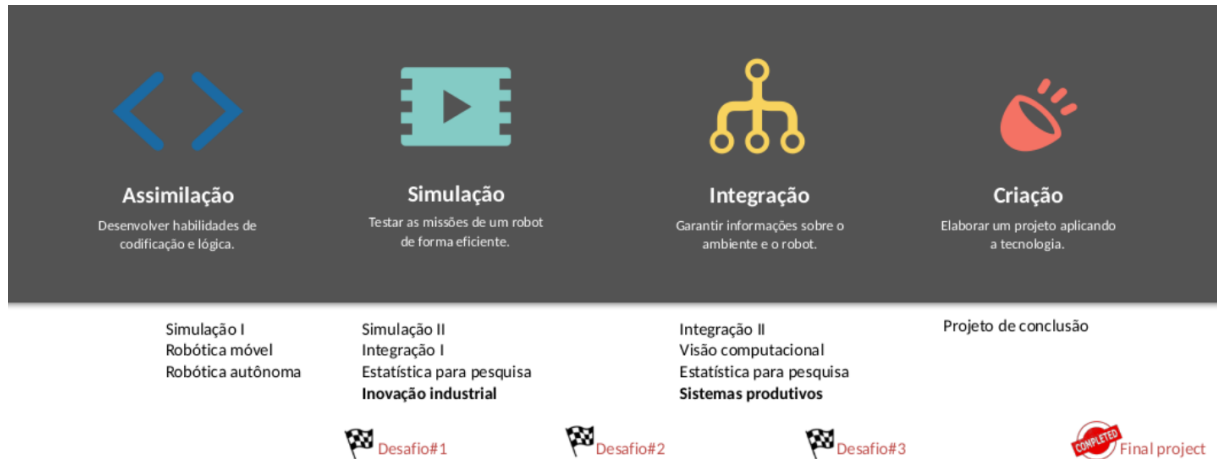 Assimilação
Desenvolver habilidades de
codificação e lógica.
Simulação
Testar as missões de um robot
de forma eficiente.
Integração
Garantir informações sobre o
ambiente e o robot.
Criação
Elaborar um projeto aplicando
a tecnologia.
Simulação I
Robótica móvel
Robótica autônoma
Simulação II
Integração I
Estatística para pesquisa
Inovação industrial
Integração II
Visão computacional
Estatística para pesquisa
Sistemas produtivos
Projeto de conclusão
Desafio#1
Desafio#2
Desafio#3
COMPLETED
Final project